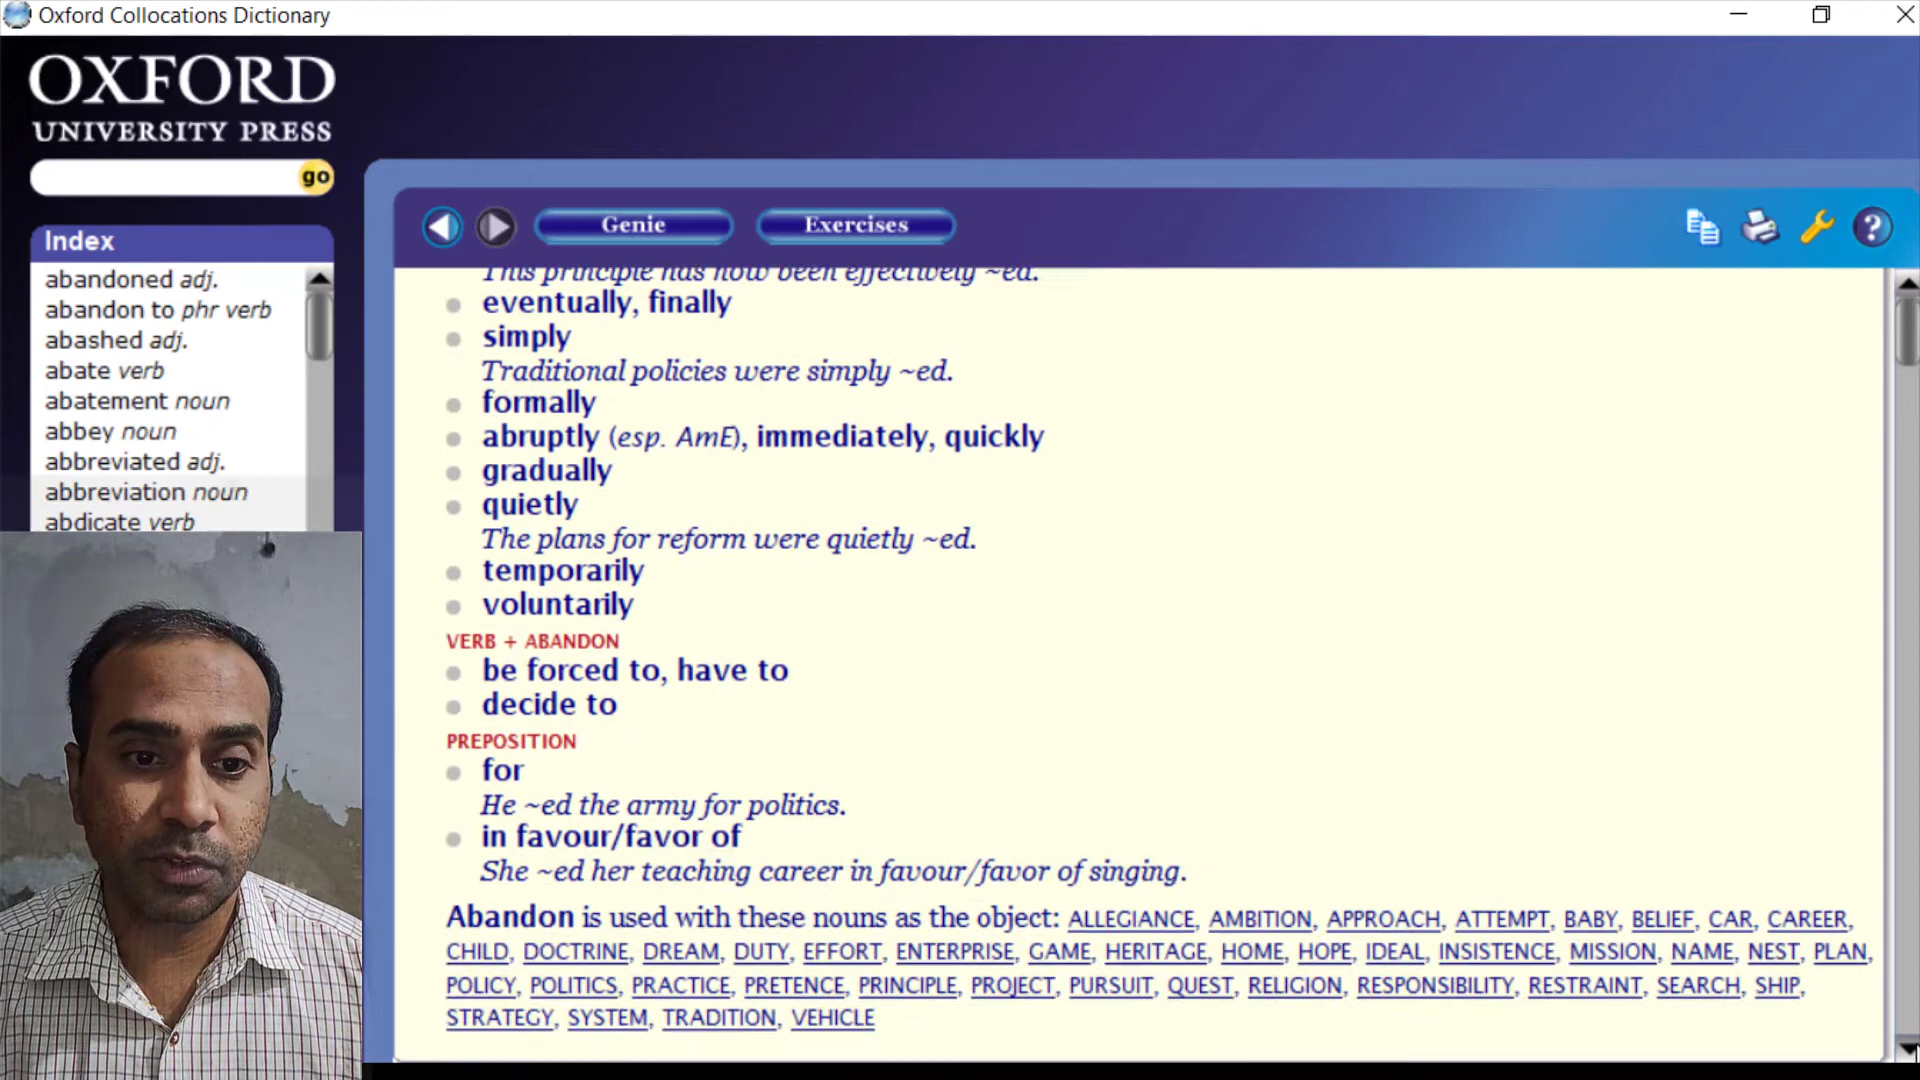 Oxford Collocations Dictionary
OXFORD
UNIVERSITY PRESS
go
Index
abandoned adj.
abandon to phr verb
abashed adj.
abate verb
abatement noun
abbey noun
abbreviated adj.
abbreviation noun
abdicate verb
Genie
Exercises
?
This principle has now been effectively ~ed.
eventually, finally
simply
Traditional policies were simply ~ed.
formally
abruptly (esp. AmE), immediately, quickly
gradually
quietly
The plans for reform were quietly ~ed.
temporarily
voluntarily
VERB + ABANDON
be forced to, have to
decide to
PREPOSITION
for
He ~ed the army for politics.
in favour/favor of
She ~ed her teaching career in favour/favor of singing.
Abandon is used with these nouns as the object: ALLEGIANCE, AMBITION, APPROACH, ATTEMPT, BABY, BELIEF, CAR, CAREER,
CHILD, DOCTRINE, DREAM, DUTY, EFFORT, ENTERPRISE, GAME, HERITAGE, HOME, HOPE, IDEAL, INSISTENCE, MISSION, NAME, NEST, PLAN,
POLICY, POLITICS, PRACTICE, PRETENCE, PRINCIPLE, PROJECT, PURSUIT, QUEST, RELIGION, RESPONSIBILITY, RESTRAINT, SEARCH, SHIP,
STRATEGY, SYSTEM, TRADITION, VEHICLE